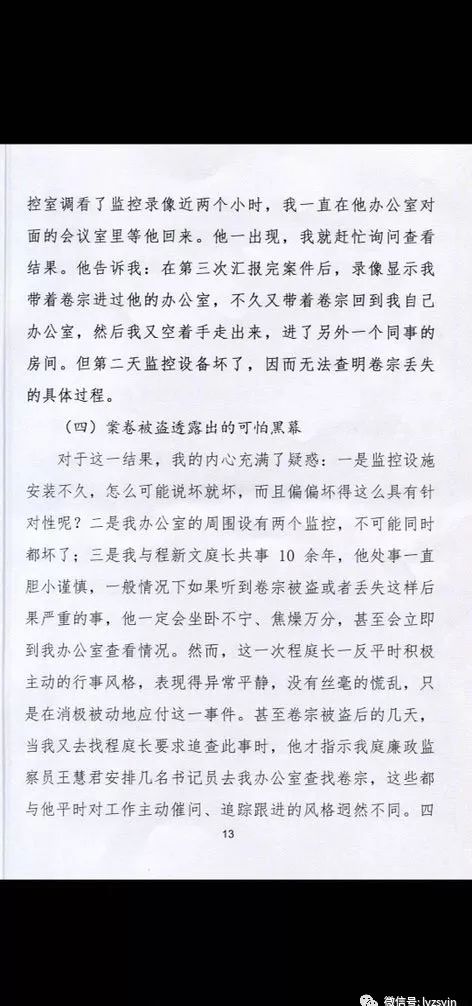 控室调看了监控录像近两个小时，我一直在他办公室对
面的会议室里等他回来。他一出现，我就赶忙询问查看
结果。他告诉我：在第三次汇报完案件后，录像显示我
带着卷宗进过他的办公室，不久又带着卷宗回到我自己
办公室，然后我又空着手走出来，进了另外一个同事的
房间。但第二天监控设备坏了，因而无法查明卷宗丢失
的具体过程。
（四）案卷被盗透露出的可怕黑幕
对于这一结果，我的内心充满了疑惑：一是监控设施
安装不久，怎么可能说坏就坏，而且偏偏坏得这么具有针
对性呢？二是我办公室的周围设有两个监控，不可能同时
都坏了；三是我与程新文庭长共事 10 余年，他处事一直
胆小谨慎，一般情况下如果听到卷宗被盗或者丢失这样后
果严重的事，他一定会坐卧不宁、焦燥万分，甚至会立即
到我办公室查看情况。然而，这一次程庭长一反平时积极
主动的行事风格，表现得异常平静，没有丝毫的慌乱，只
是在消极被动地应付这一事件。甚至卷宗被盗后的几天，
当我又去找程庭长要求追查此事时，他才指示我庭廉政监
察员王慧君安排几名书记员去我办公室查找卷宗，这些都
与他平时对工作主动催问、追踪跟进的风格迥然不同。四
13
微信号: lyzsyin